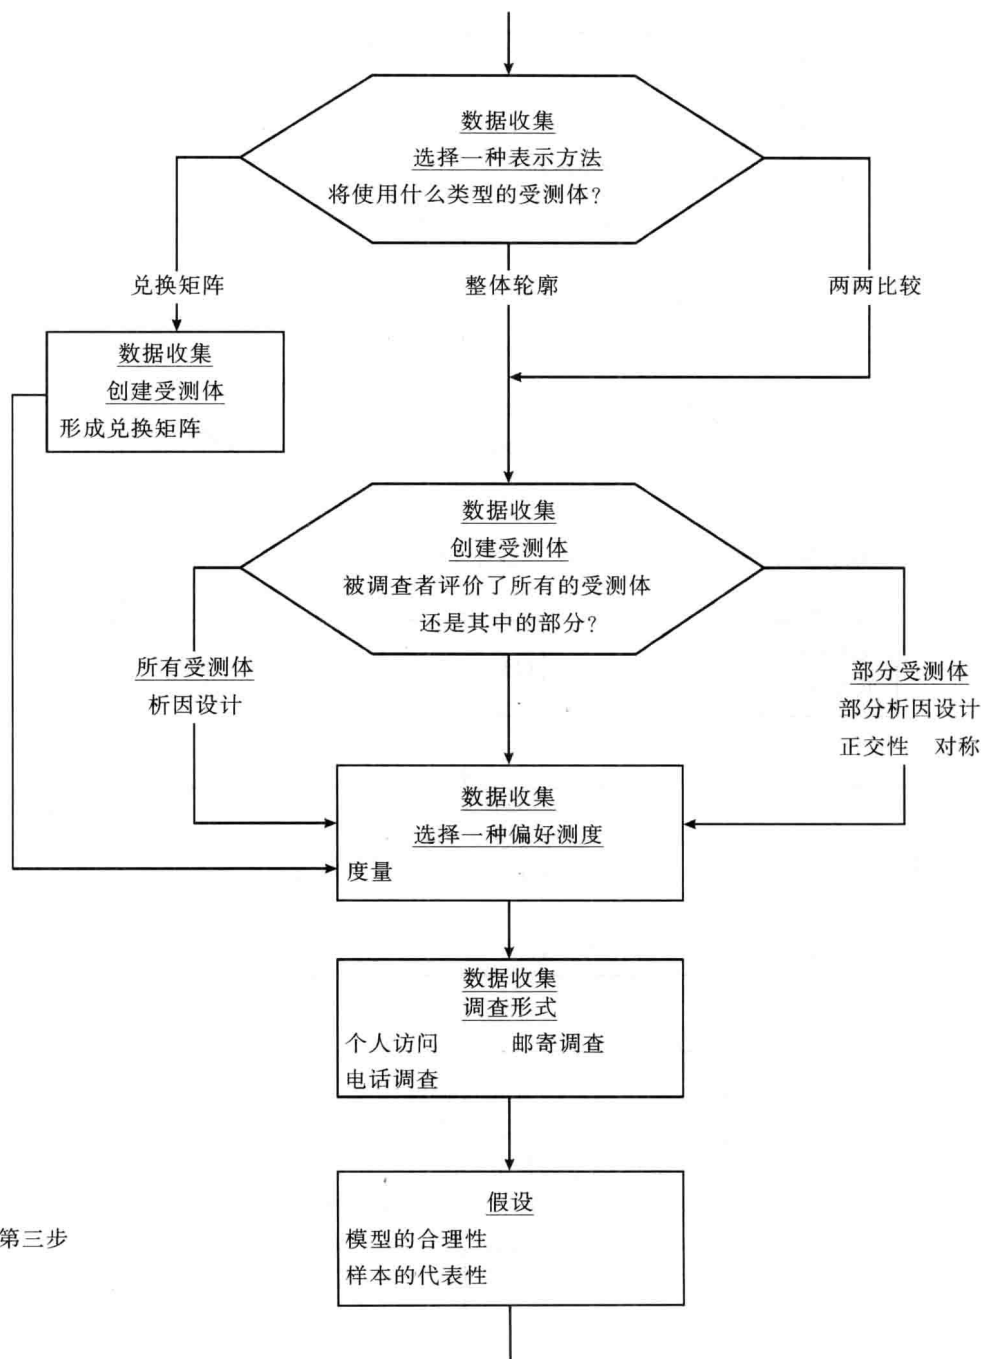 数据收集
选择一种表示方法
将使用什么类型的受测体?
兑换矩阵
整体轮廓
两两比较
数据收集
创建受测体
形成兑换矩阵
数据收集
创建受测体
被调查者评价了所有的受测体
还是其中的部分?
所有受测体
析因设计
部分受测体
部分析因设计
正交性 对称
数据收集
选择一种偏好测度
度量
数据收集
调查形式
个人访问 邮寄调查
电话调查
第三步
假设
模型的合理性
样本的代表性